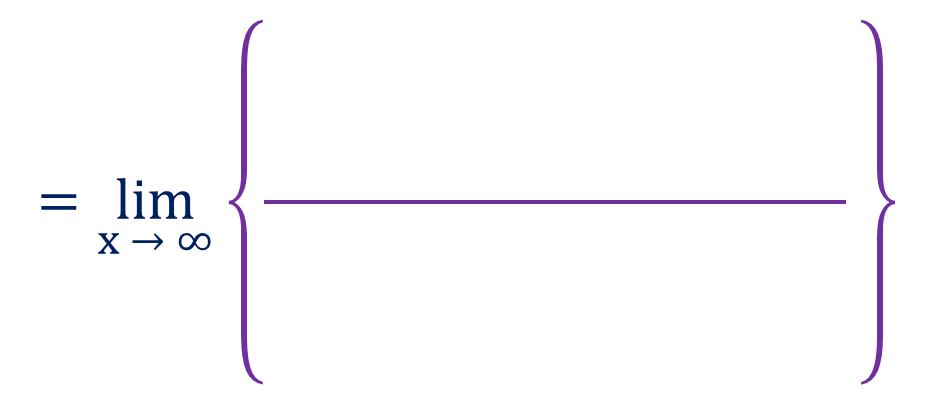 = lim
x → ∞
{ }